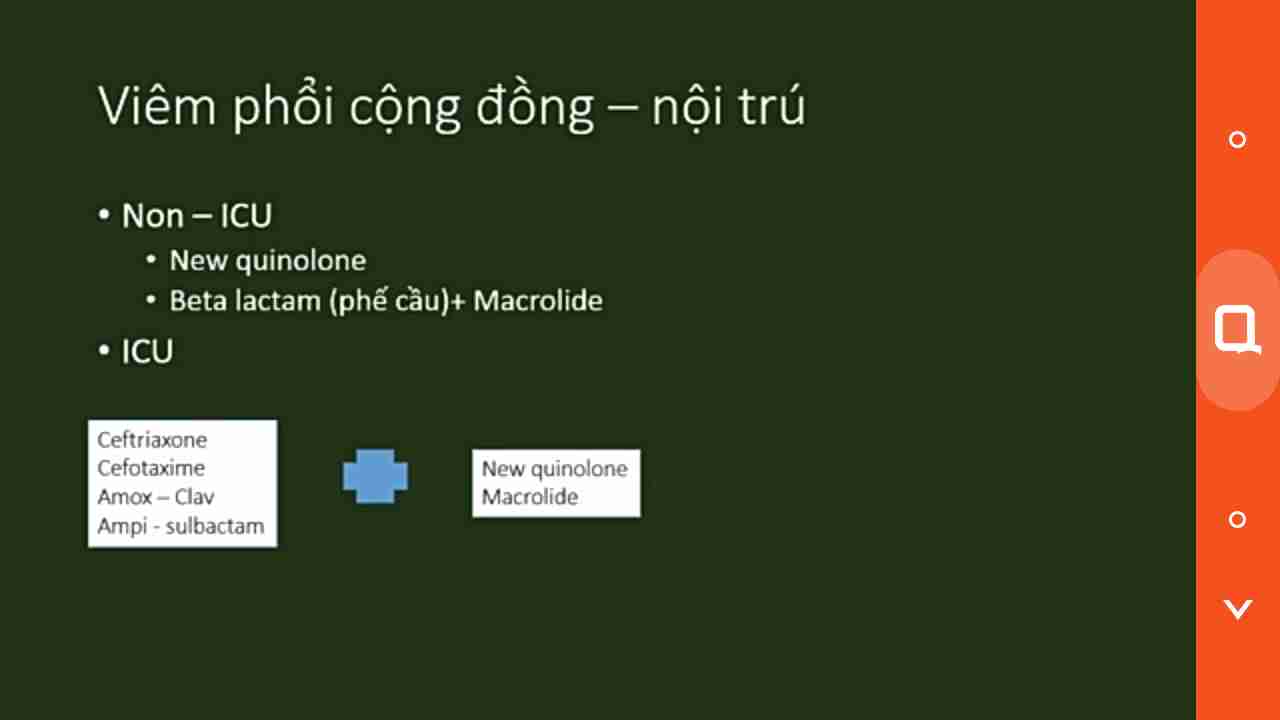 Viêm phổi cộng đồng – nội trú
• Non – ICU
• New quinolone
• Beta lactam (phế cầu)+ Macrolide
• ICU
Ceftriaxone
Cefotaxime
Amox – Clav
Ampi - sulbactam
New quinolone
Macrolide